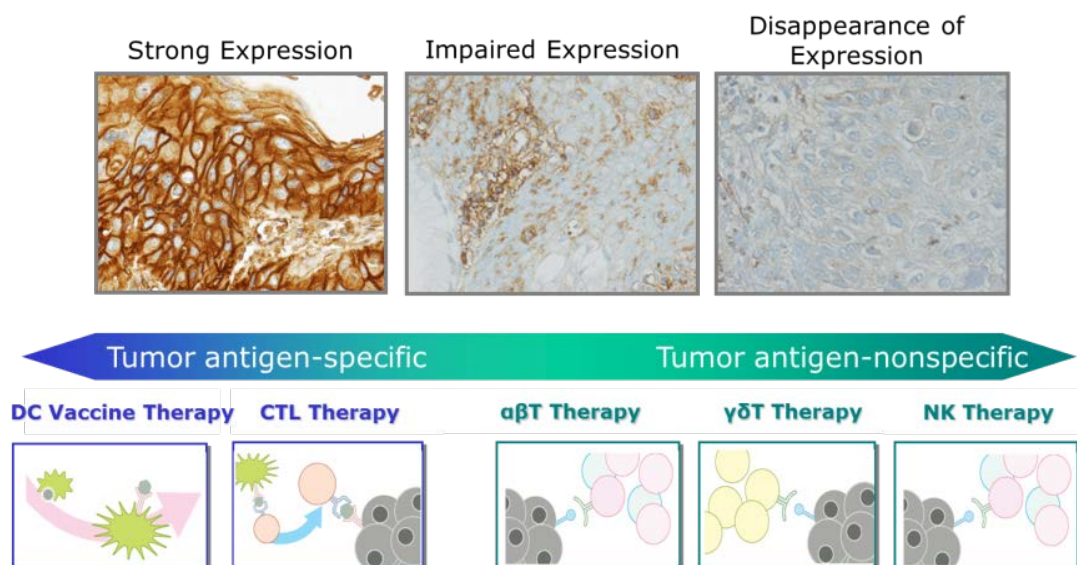 Strong Expression
Impaired Expression
Disappearance of
Expression
Tumor antigen-specific
Tumor antigen-nonspecific
DC Vaccine Therapy
CTL Therapy
αβT Therapy
γδT Therapy
NK Therapy